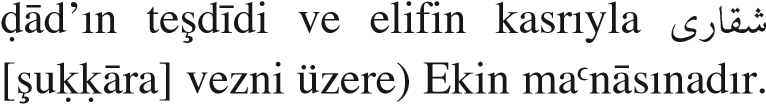 ḍād’ın teşdīdi ve elifin kasrıyla شقارى
[şuḳḳāra] vezni üzere) Ekin maʿnāsınadır.